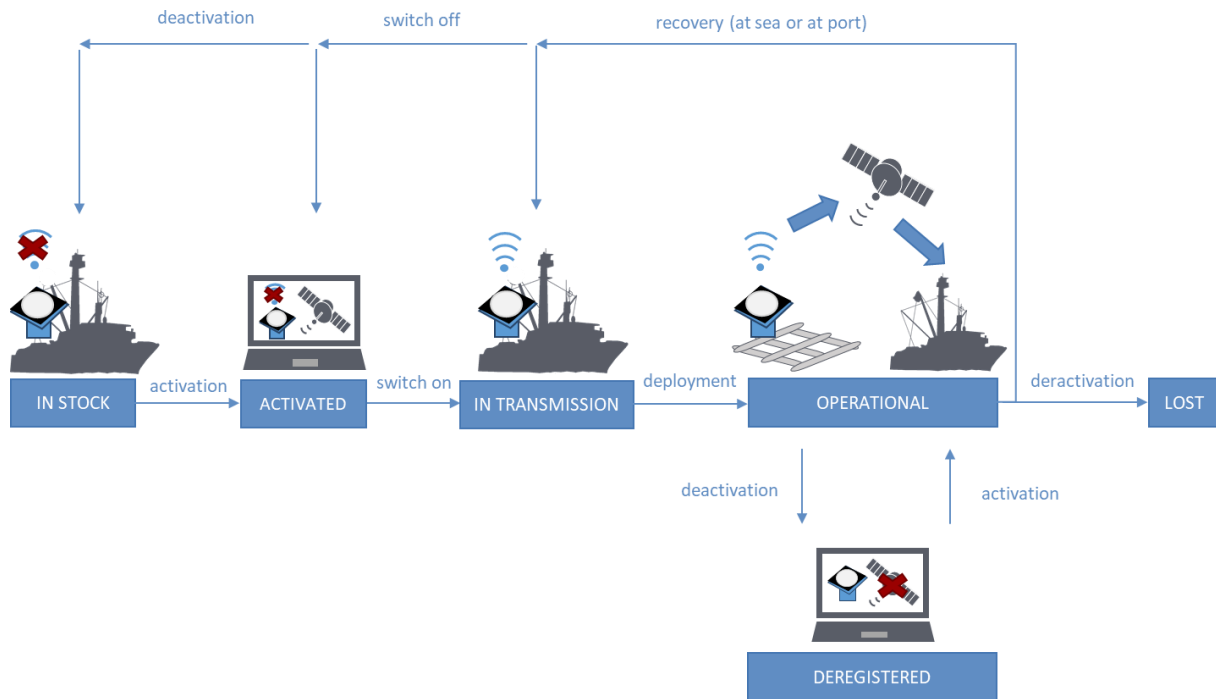 deactivation
switch off
recovery (at sea or at port)
IN STOCK
activation
ACTIVATED
switch on
IN TRANSMISSION
deployment
OPERATIONAL
deractivation
LOST
deactivation
activation
DEREGISTERED